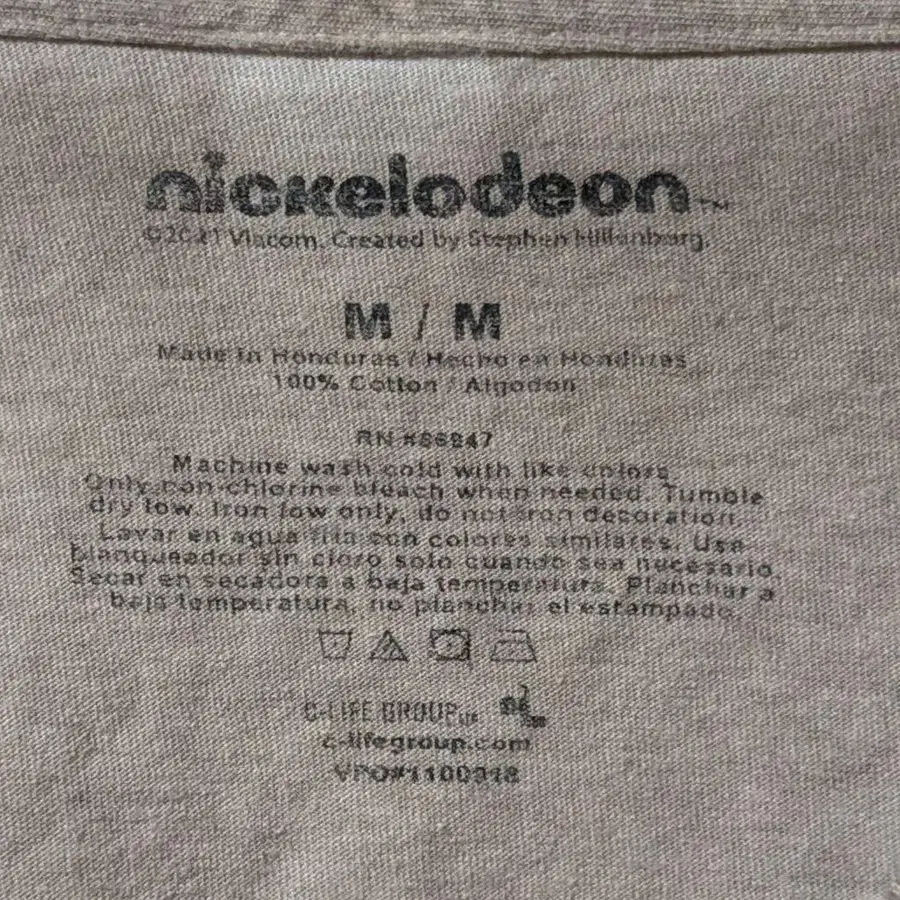 nickelodeon™
©2021 Viacom. Created by Stephen Hillenburg.
M / M
Made in Honduras / Hecho en Honduras
100% Cotton / Algodon
RN #86947
Machine wash cold with like colors.
Only non-chlorine bleach when needed. Tumble
dry low. Iron low only, do not iron decoration.
Lavar en agua fria con colores similares. Usa
blanqueador sin cloro solo cuando sea necesario.
Secar en secadora a baja temperatura. Planchar a
baja temperatura, no planchar el estampado.
C-LIFE GROUP LTD
c-lifegroup.com
VPO#1100918